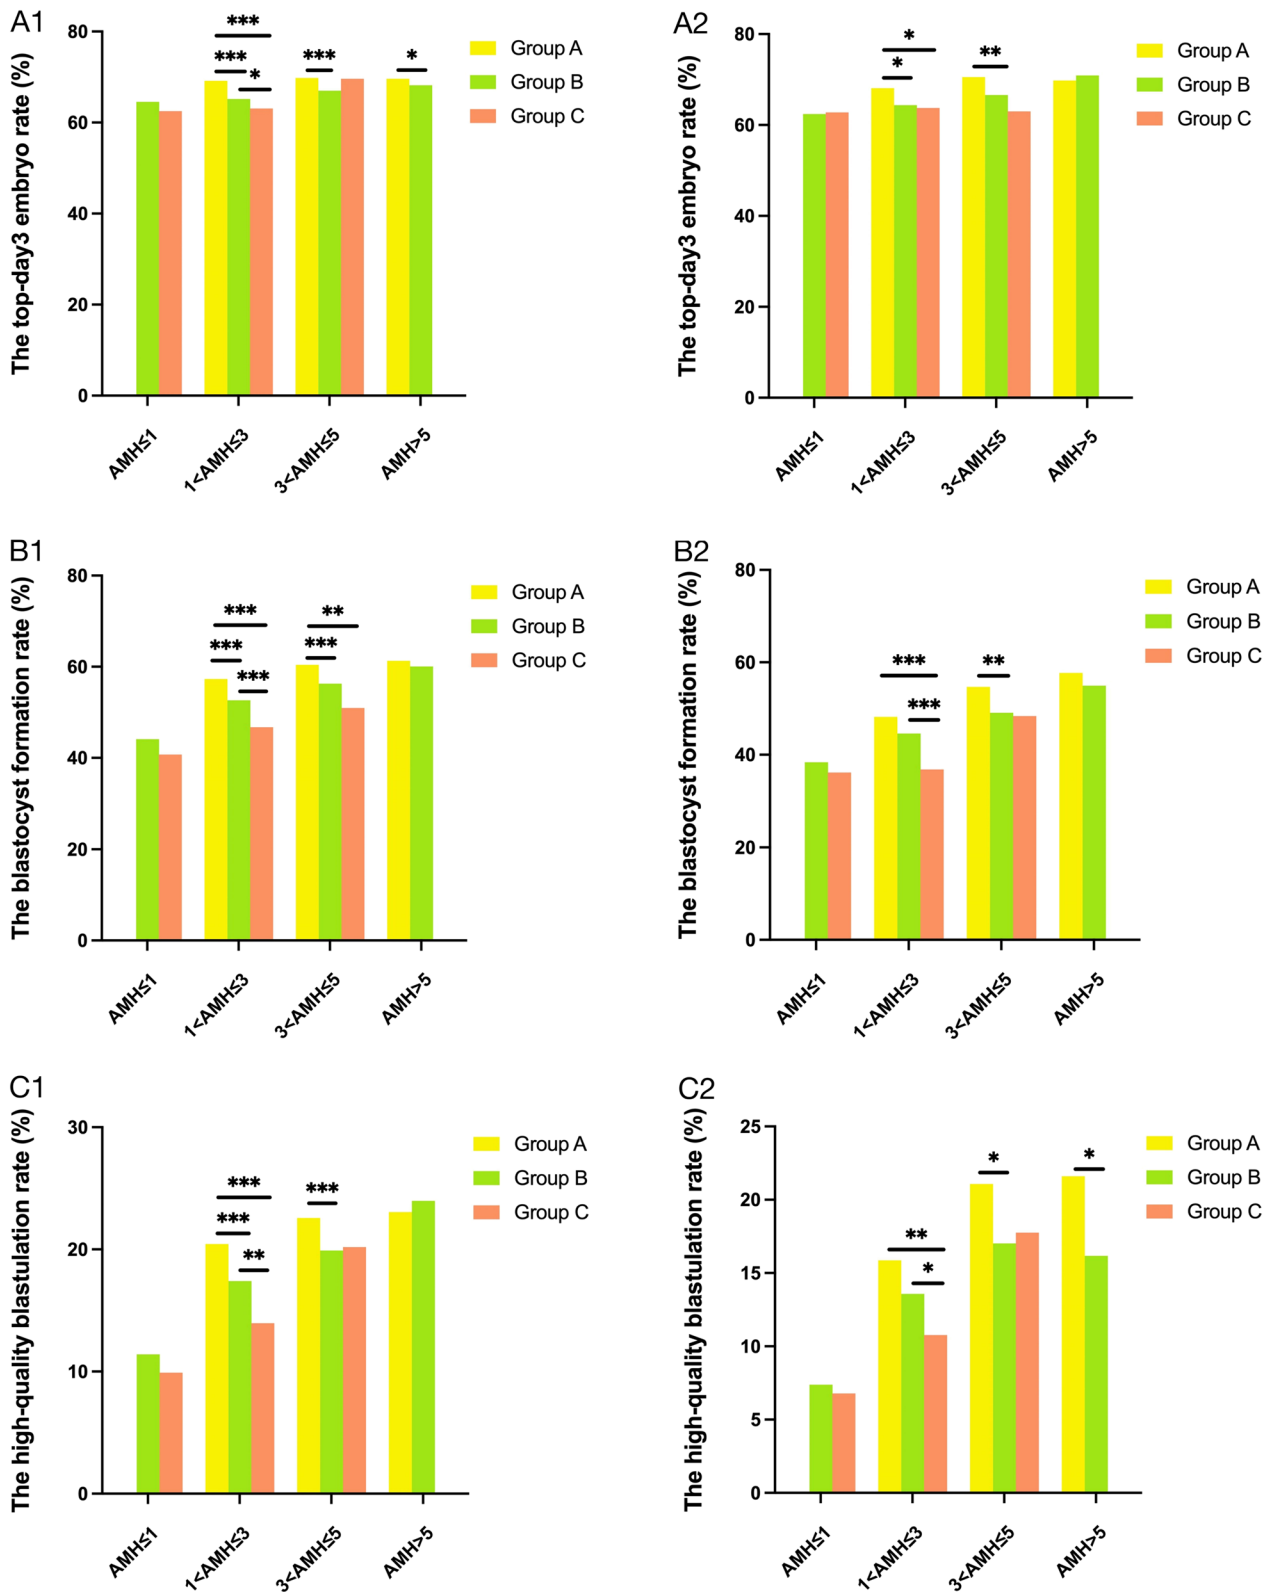 A1
The top-day3 embryo rate (%)
80
60
40
20
0
***
***
*
***
*
Group A
Group B
Group C
AMH≤1
1<AMH≤3
3<AMH≤5
AMH>5
A2
The top-day3 embryo rate (%)
80
60
40
20
0
*
*
**
Group A
Group B
Group C
AMH≤1
1<AMH≤3
3<AMH≤5
AMH>5
B1
The blastocyst formation rate (%)
80
60
40
20
0
***
***
***
**
***
Group A
Group B
Group C
AMH≤1
1<AMH≤3
3<AMH≤5
AMH>5
B2
The blastocyst formation rate (%)
80
60
40
20
0
***
***
**
Group A
Group B
Group C
AMH≤1
1<AMH≤3
3<AMH≤5
AMH>5
C1
The high-quality blastulation rate (%)
30
20
10
0
***
***
**
***
Group A
Group B
Group C
AMH≤1
1<AMH≤3
3<AMH≤5
AMH>5
C2
The high-quality blastulation rate (%)
25
20
15
10
5
0
**
*
*
*
Group A
Group B
Group C
AMH≤1
1<AMH≤3
3<AMH≤5
AMH>5